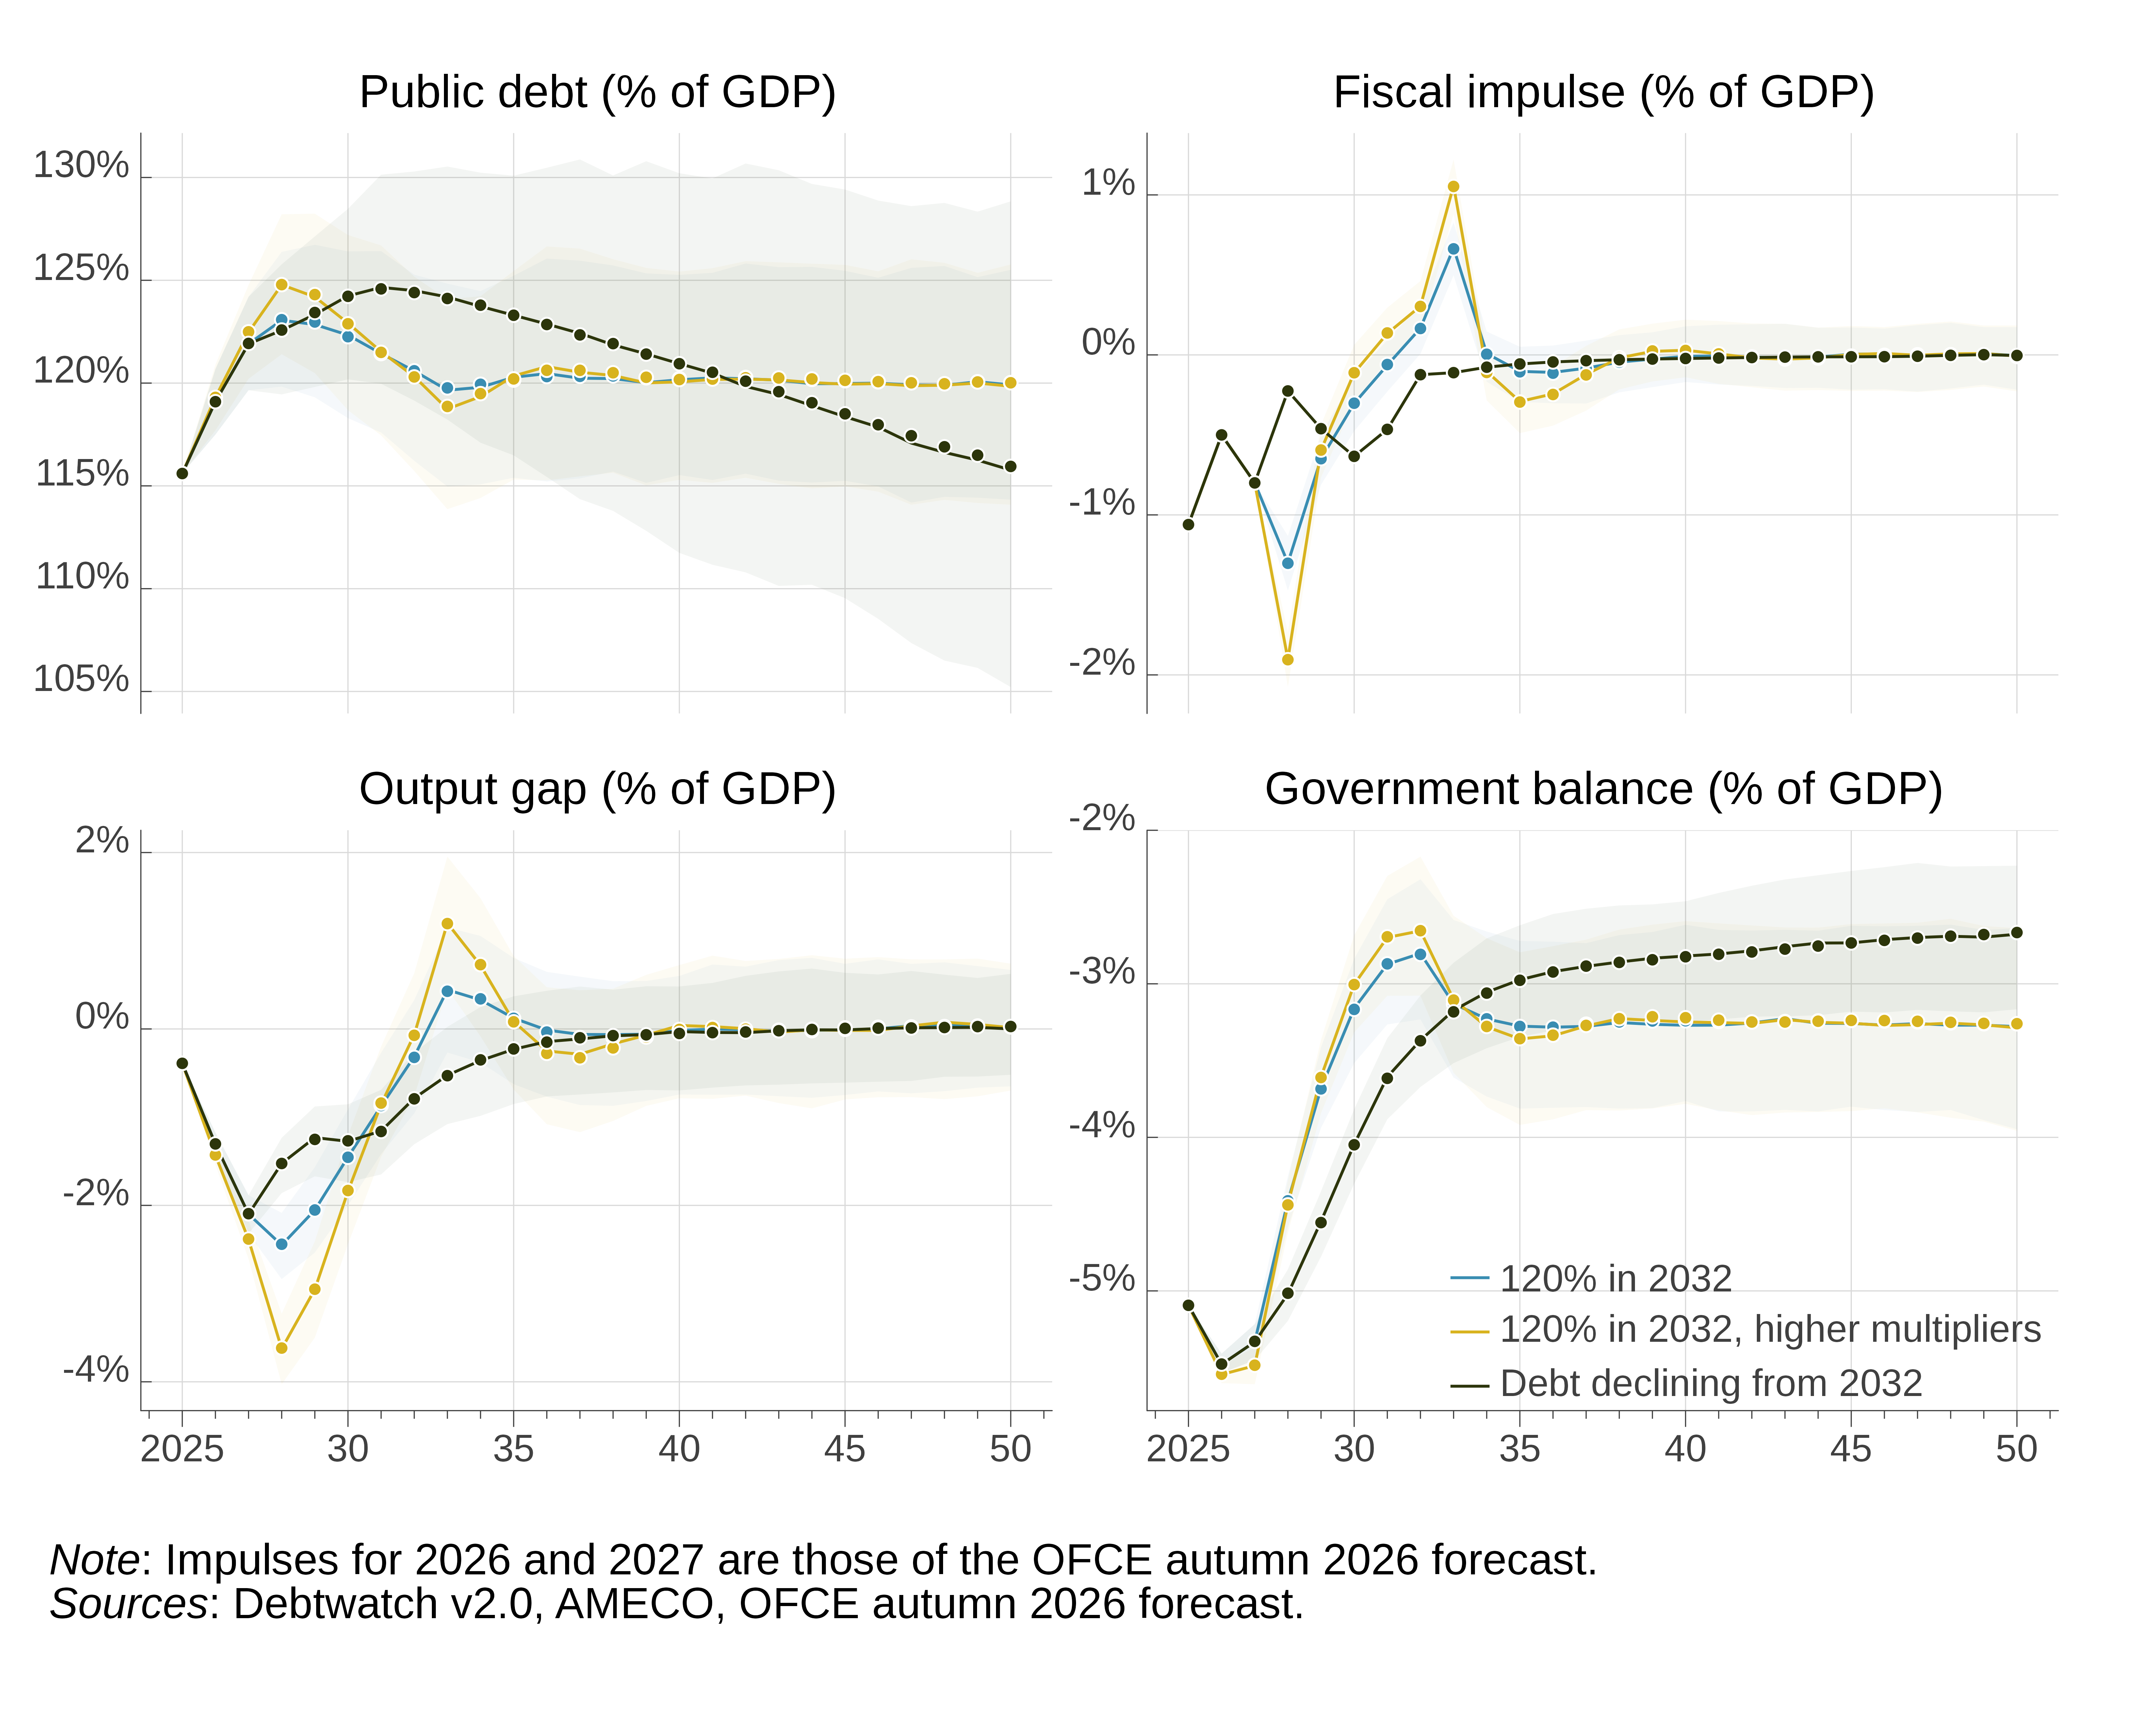 Public debt (% of GDP)
130%
125%
120%
115%
110%
105%
Fiscal impulse (% of GDP)
1%
0%
-1%
-2%
Output gap (% of GDP)
2%
0%
-2%
-4%
2025 30 35 40 45 50
Government balance (% of GDP)
-2%
-3%
-4%
-5%
120% in 2032
120% in 2032, higher multipliers
Debt declining from 2032
2025 30 35 40 45 50
Note: Impulses for 2026 and 2027 are those of the OFCE autumn 2026 forecast.
Sources: Debtwatch v2.0, AMECO, OFCE autumn 2026 forecast.